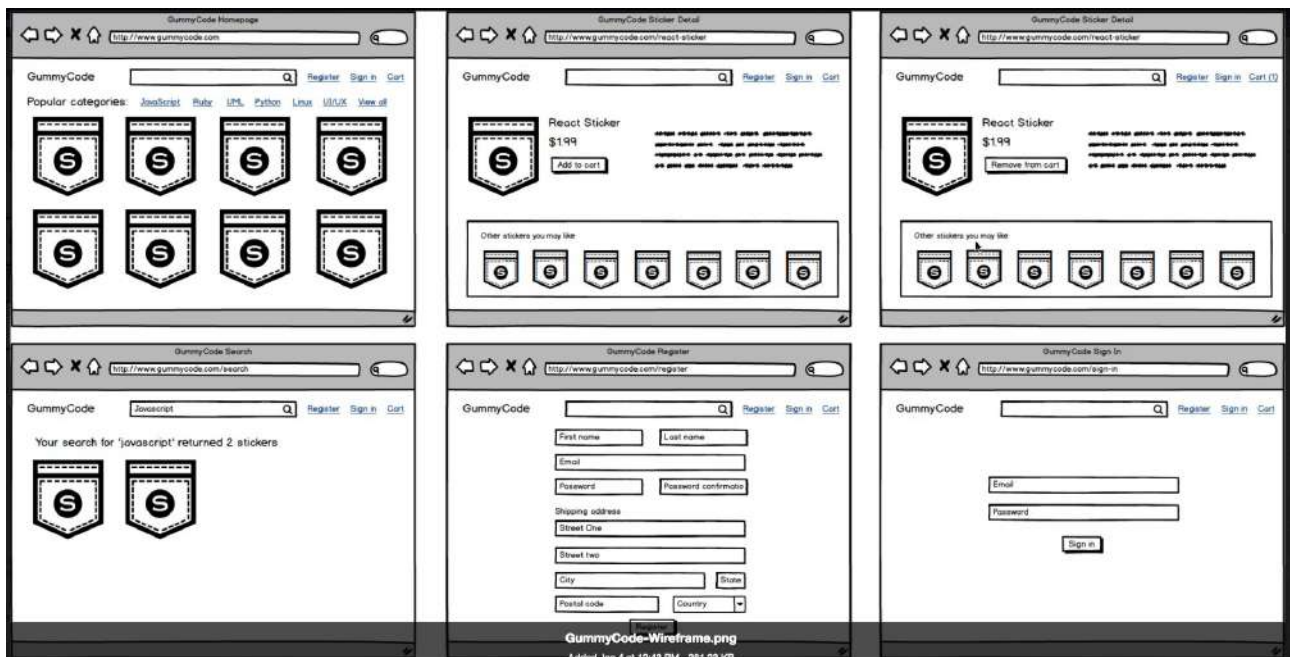 GummyCode Homepage
http://www.gummycode.com
GummyCode
Register Sign in Cart
Popular categories: JavaScript Ruby UML Python Linux UI/UX View all
S S S S
S S S S
GummyCode Sticker Detail
http://www.gummycode.com/react-sticker
GummyCode
Register Sign in Cart
React Sticker
$1.99
Add to cart
S
Other stickers you may like
S S S S S S S
GummyCode Sticker Detail
http://www.gummycode.com/react-sticker
GummyCode
Register Sign in Cart (1)
React Sticker
$1.99
Remove from cart
S
Other stickers you may like
S S S S S S S
GummyCode Search
http://www.gummycode.com/search
GummyCode
Javascript
Register Sign in Cart
Your search for 'javascript' returned 2 stickers
S S
GummyCode Register
http://www.gummycode.com/register
GummyCode
Register Sign in Cart
First name Last name
Email
Password Password confirmatio
Shipping address
Street One
Street two
City State
Postal code Country
Register
GummyCode Sign In
http://www.gummycode.com/sign-in
GummyCode
Register Sign in Cart
Email
Password
Sign in
GummyCode-Wireframe.png